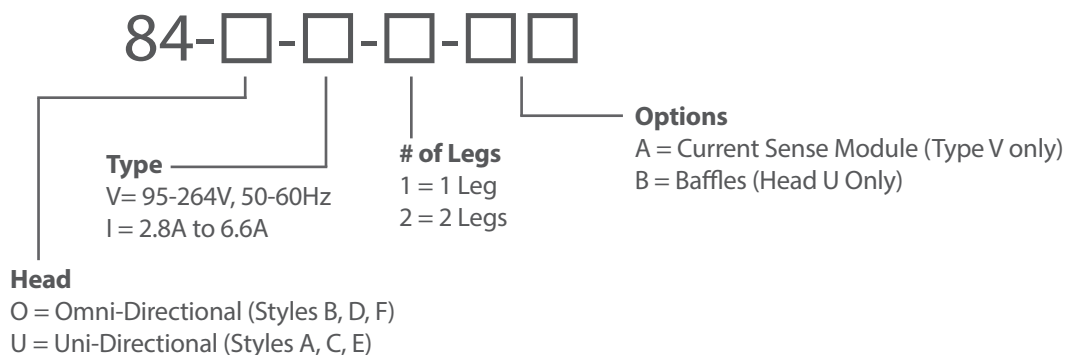 84-□-□-□-□□
Options
A = Current Sense Module (Type V only)
B = Baffles (Head U Only)
# of Legs
1 = 1 Leg
2 = 2 Legs
Type
V= 95-264V, 50-60Hz
I = 2.8A to 6.6A
Head
O = Omni-Directional (Styles B, D, F)
U = Uni-Directional (Styles A, C, E)